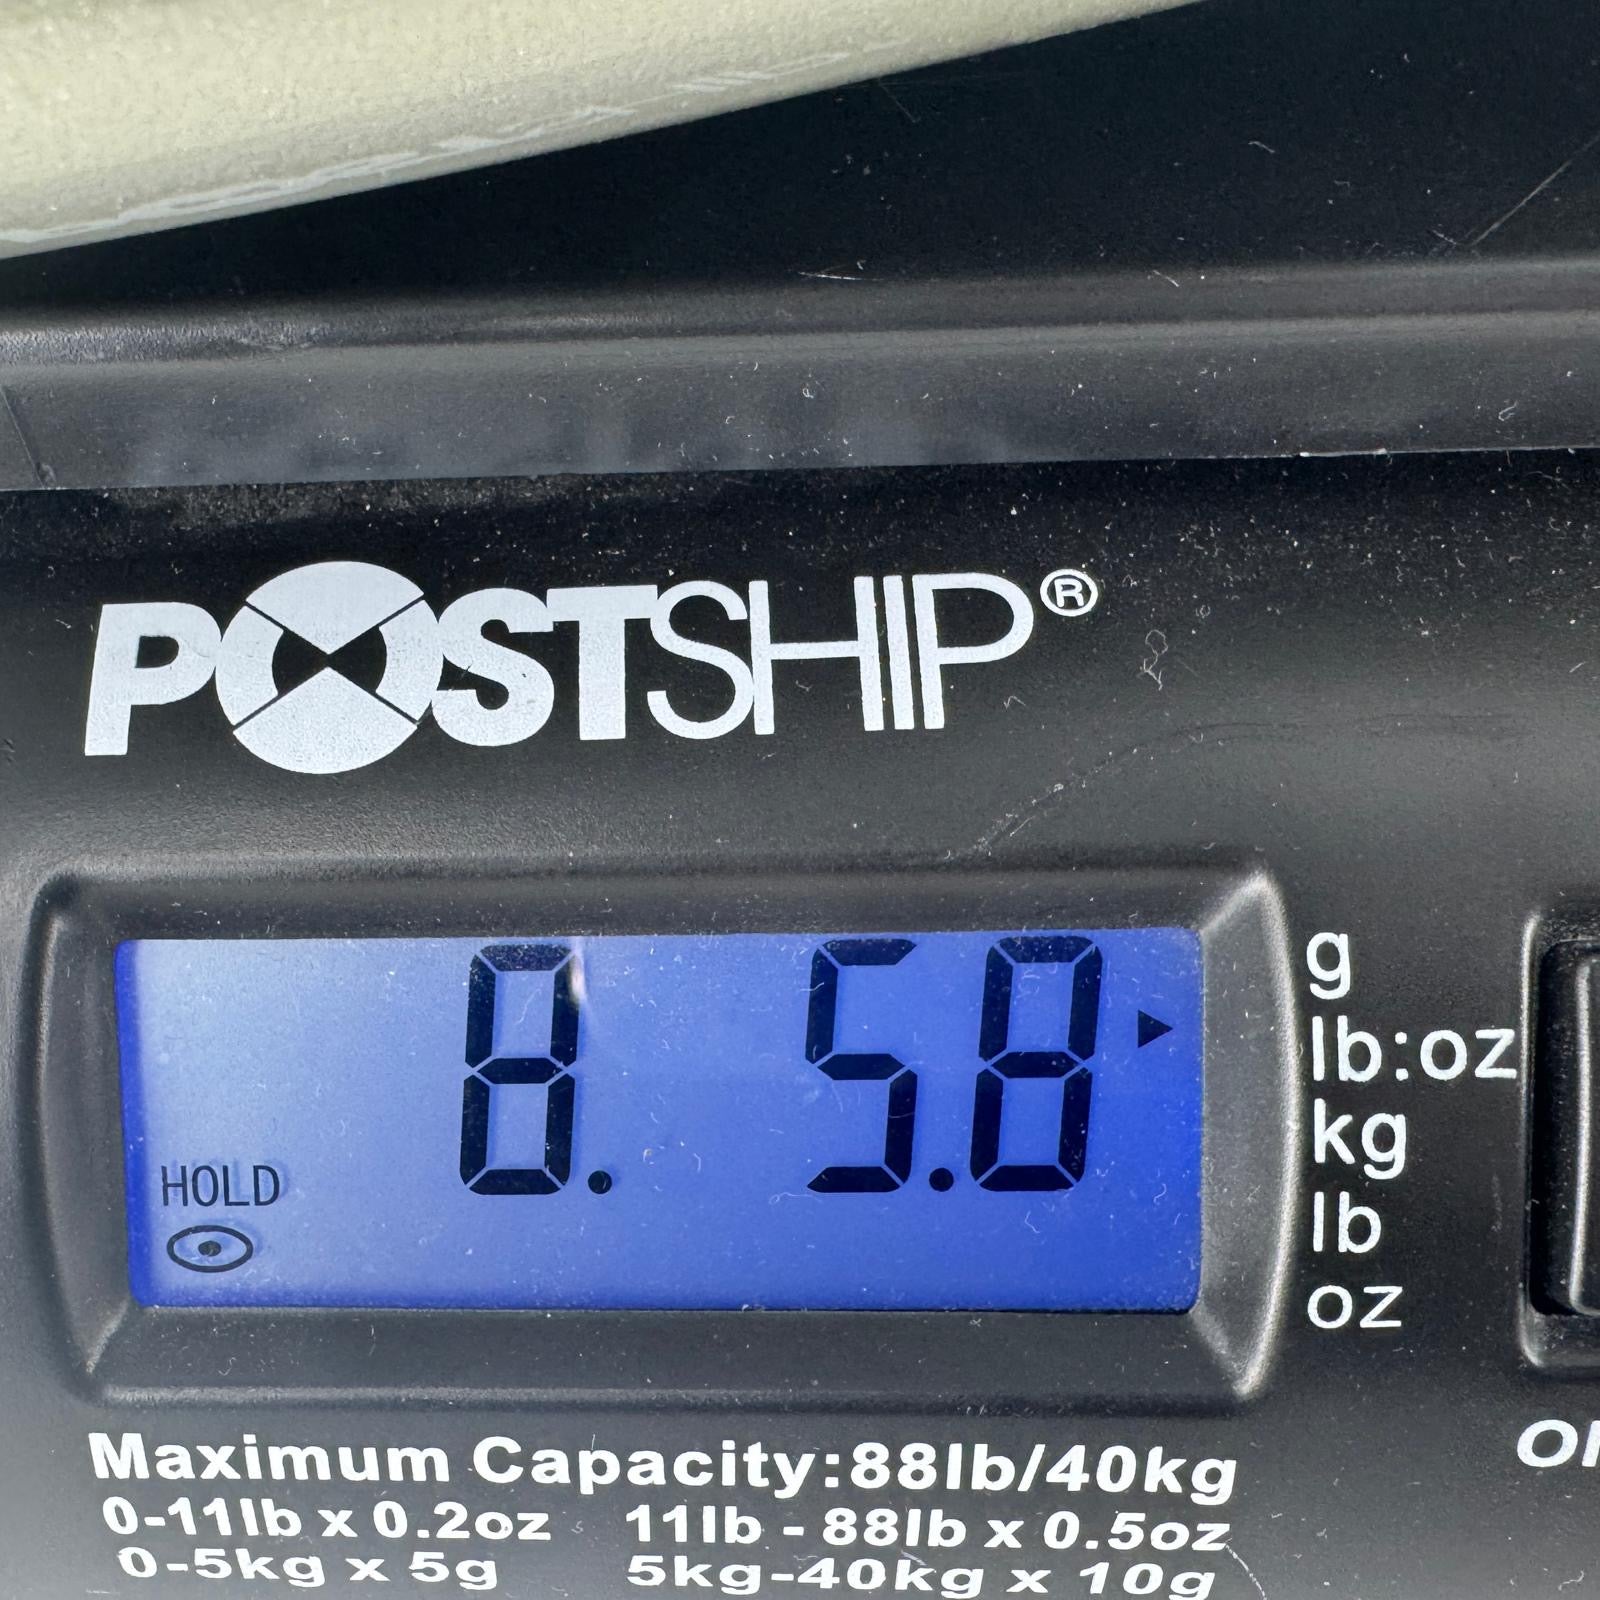 POSTSHIP®
8. 5.8
HOLD
g
lb:oz
kg
lb
oz
Maximum Capacity:88lb/40kg
0-11lb x 0.2oz 11lb - 88lb x 0.5oz
0-5kg x 5g 5kg-40kg x 10g